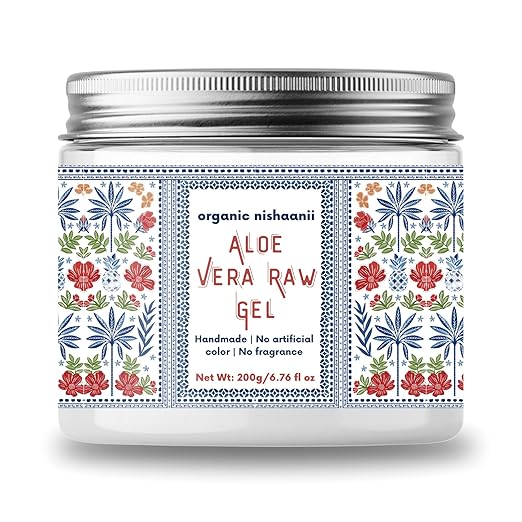 organic nishaanii
ALOE
VERA RAW
GEL
Handmade | No artificial
color | No fragrance
Net Wt: 200g/6.76 fl oz